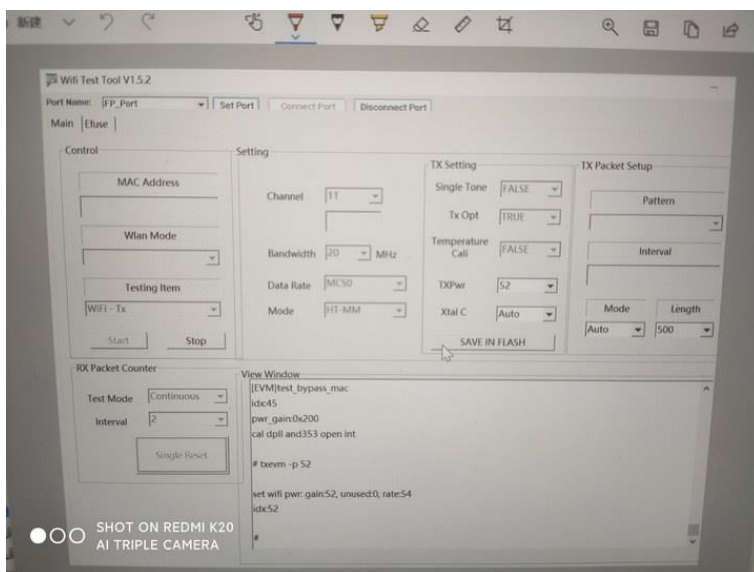 新建
Wifi Test Tool V1.5.2
Port Name: FP_Port Set Port Connect Port Disconnect Port
Main Efuse
Control
MAC Address
Wlan Mode
Testing Item
WiFi - Tx
Start Stop
Setting
Channel 11
Bandwidth 20 MHz
Data Rate MCS0
Mode HT-MM
TX Setting
Single Tone FALSE
Tx Opt TRUE
Temperature Cali FALSE
TXPwr 52
Xtal C Auto
SAVE IN FLASH
TX Packet Setup
Pattern
Interval
Mode Length
Auto 500
RX Packet Counter
Test Mode Continuous
Interval 2
Single Reset
View Window
[EVM]test_bypass_mac
idx:45
pwr_gain:0x200
cal dpll and353 open int
# txevm -p 52
set wifi pwr: gain:52, unused:0, rate:54
idx:52
#
SHOT ON REDMI K20
AI TRIPLE CAMERA